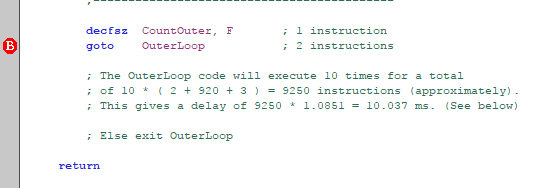 ;--------------------------------------------
B
decfsz CountOuter, F ; 1 instruction
goto OuterLoop ; 2 instructions
; The OuterLoop code will execute 10 times for a total
; of 10 * ( 2 + 920 + 3 ) = 9250 instructions (approximately).
; This gives a delay of 9250 * 1.0851 = 10.037 ms. (See below)
; Else exit OuterLoop
return